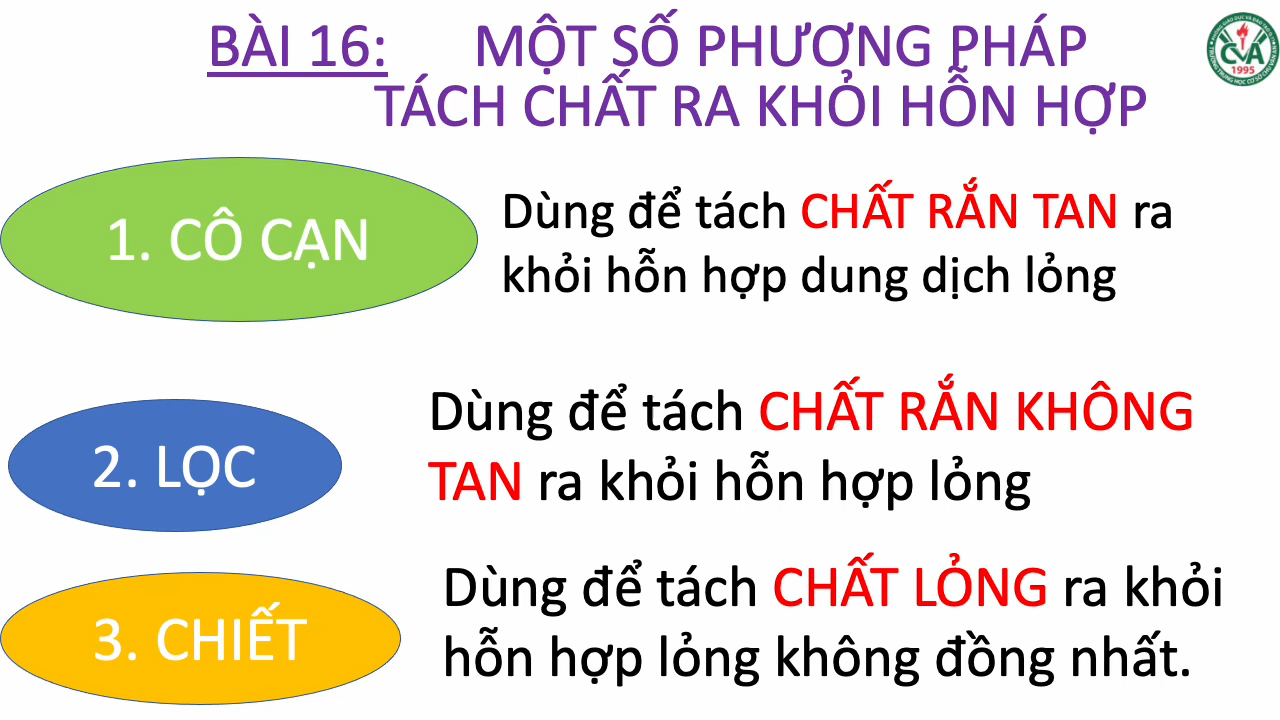 BÀI 16: MỘT SỐ PHƯƠNG PHÁP
TÁCH CHẤT RA KHỎI HỖN HỢP
CVA
1995
1. CÔ CẠN
Dùng để tách CHẤT RẮN TAN ra
khỏi hỗn hợp dung dịch lỏng
2. LỌC
Dùng để tách CHẤT RẮN KHÔNG
TAN ra khỏi hỗn hợp lỏng
3. CHIẾT
Dùng để tách CHẤT LỎNG ra khỏi
hỗn hợp lỏng không đồng nhất.